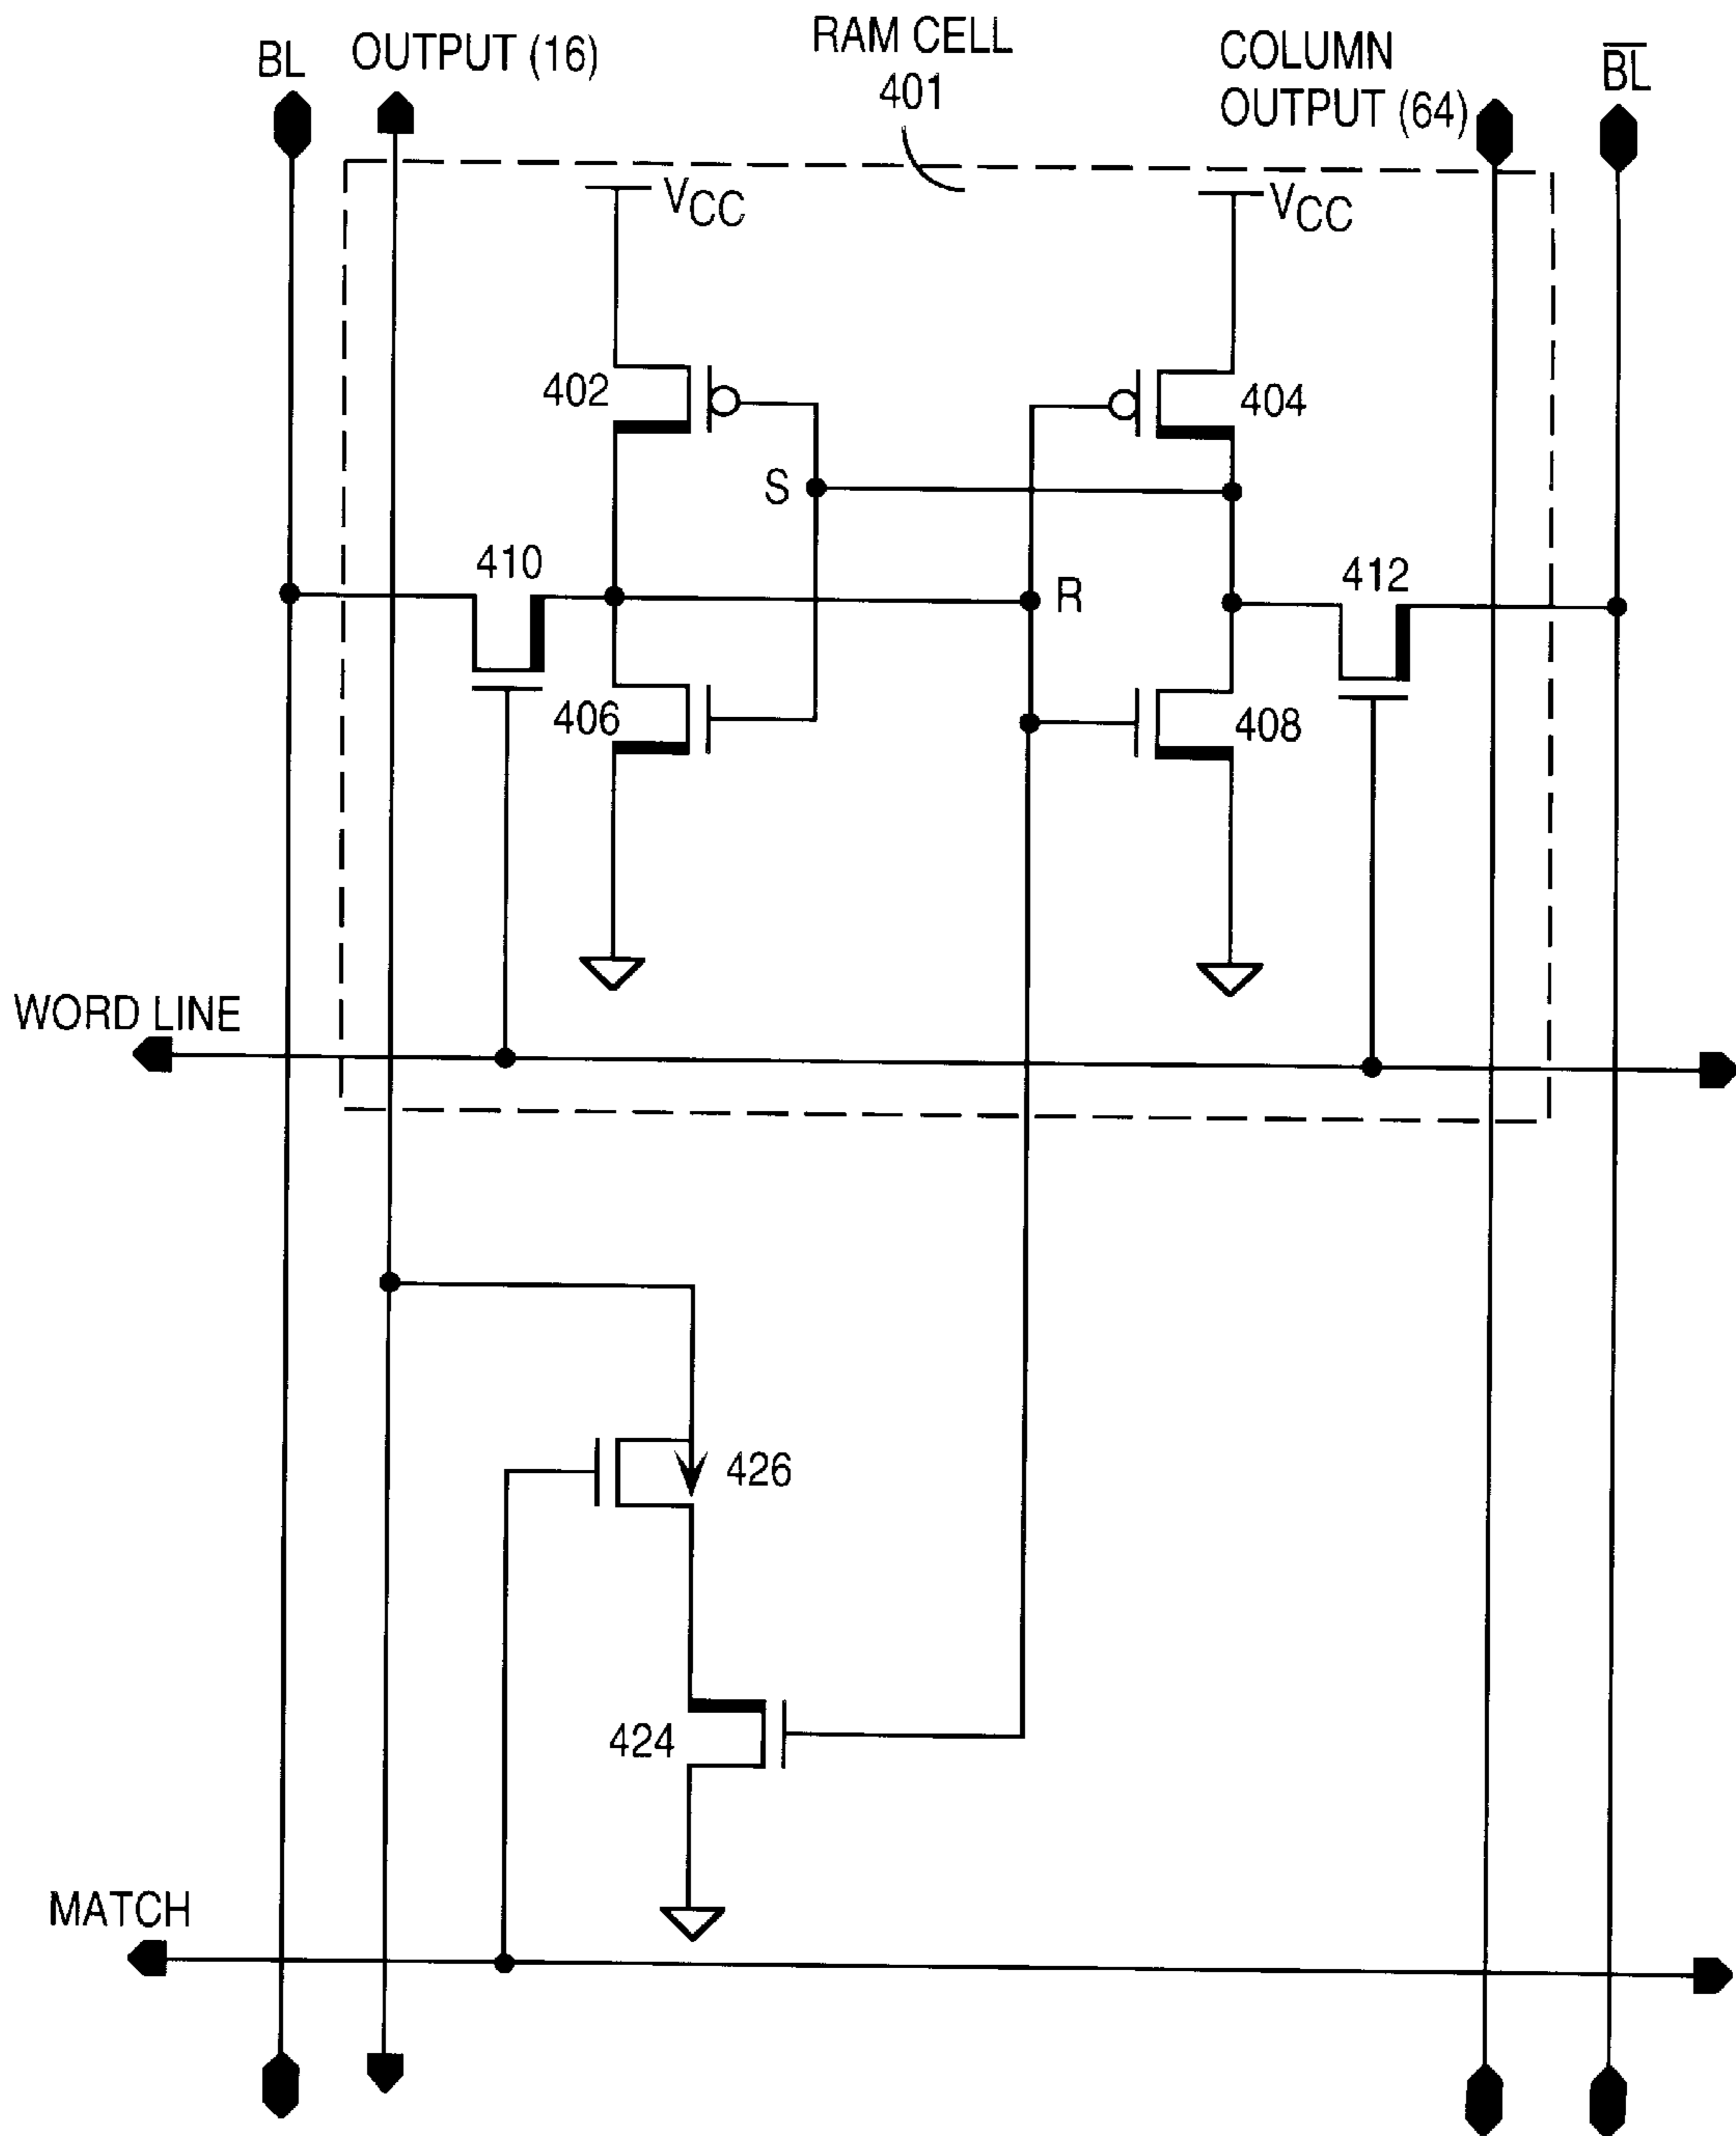 BL
OUTPUT (16)
RAM CELL
401
COLUMN
OUTPUT (64)
B̅L̅
VCC
VCC
402
404
S
410
R
412
406
408
WORD LINE
426
424
MATCH